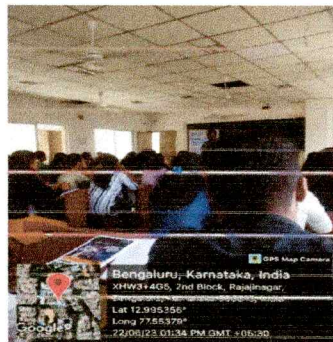 GPS Map Camera
Bengaluru, Karnataka, India
XHW3+4G5, 2nd Block, Rajajinagar,
Lat 12.995356°
Long 77.55379°
22/06/23 01:34 PM GMT +05:30
Google